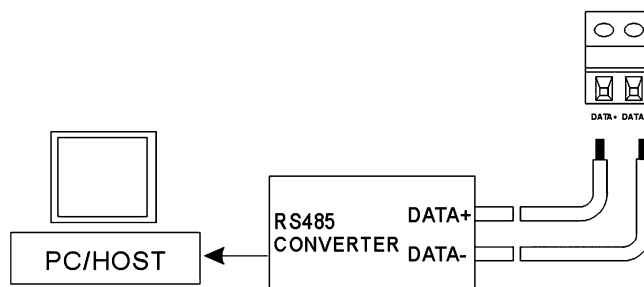 DATA+ DATA
RS485
CONVERTER
DATA+
DATA-
PC/HOST